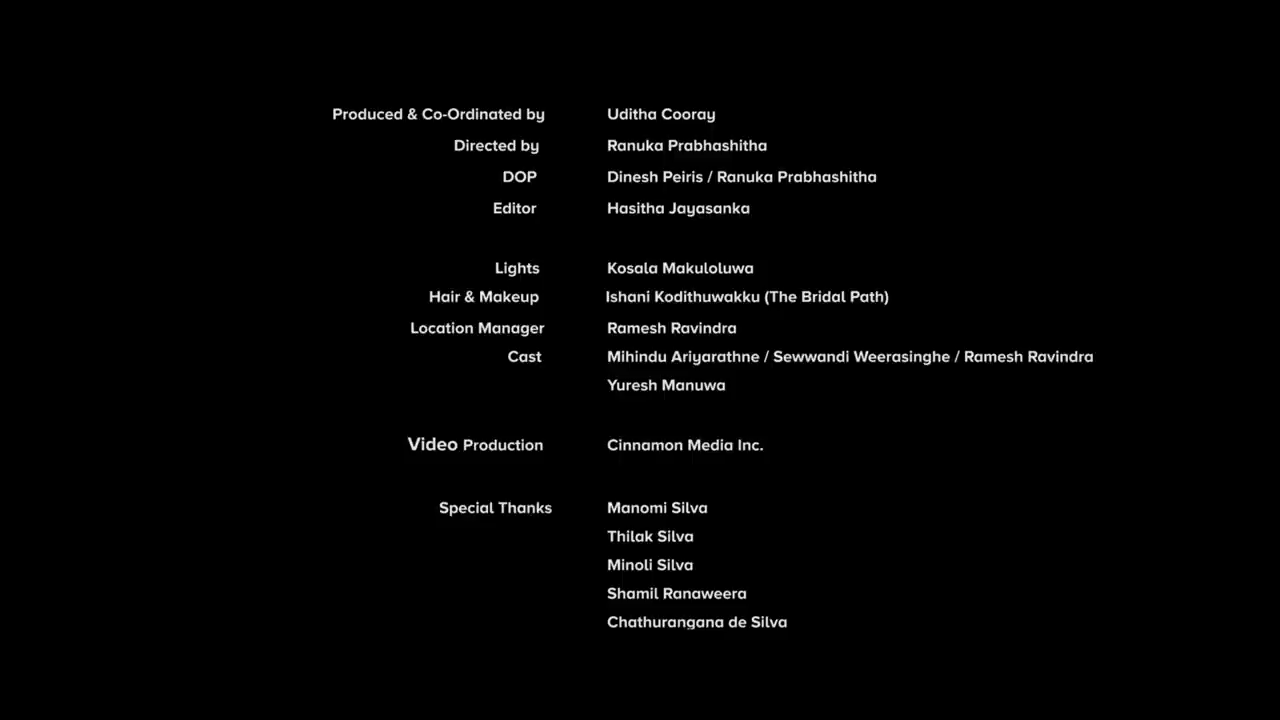 Produced & Co-Ordinated by Uditha Cooray
Directed by Ranuka Prabhashitha
DOP Dinesh Peiris / Ranuka Prabhashitha
Editor Hasitha Jayasanka
Lights Kosala Makuloluwa
Hair & Makeup Ishani Kodithuwakku (The Bridal Path)
Location Manager Ramesh Ravindra
Cast Mihindu Ariyarathne / Sewwandi Weerasinghe / Ramesh Ravindra
Yuresh Manuwa
Video Production Cinnamon Media Inc.
Special Thanks Manomi Silva
Thilak Silva
Minoli Silva
Shamil Ranaweera
Chathurangana de Silva